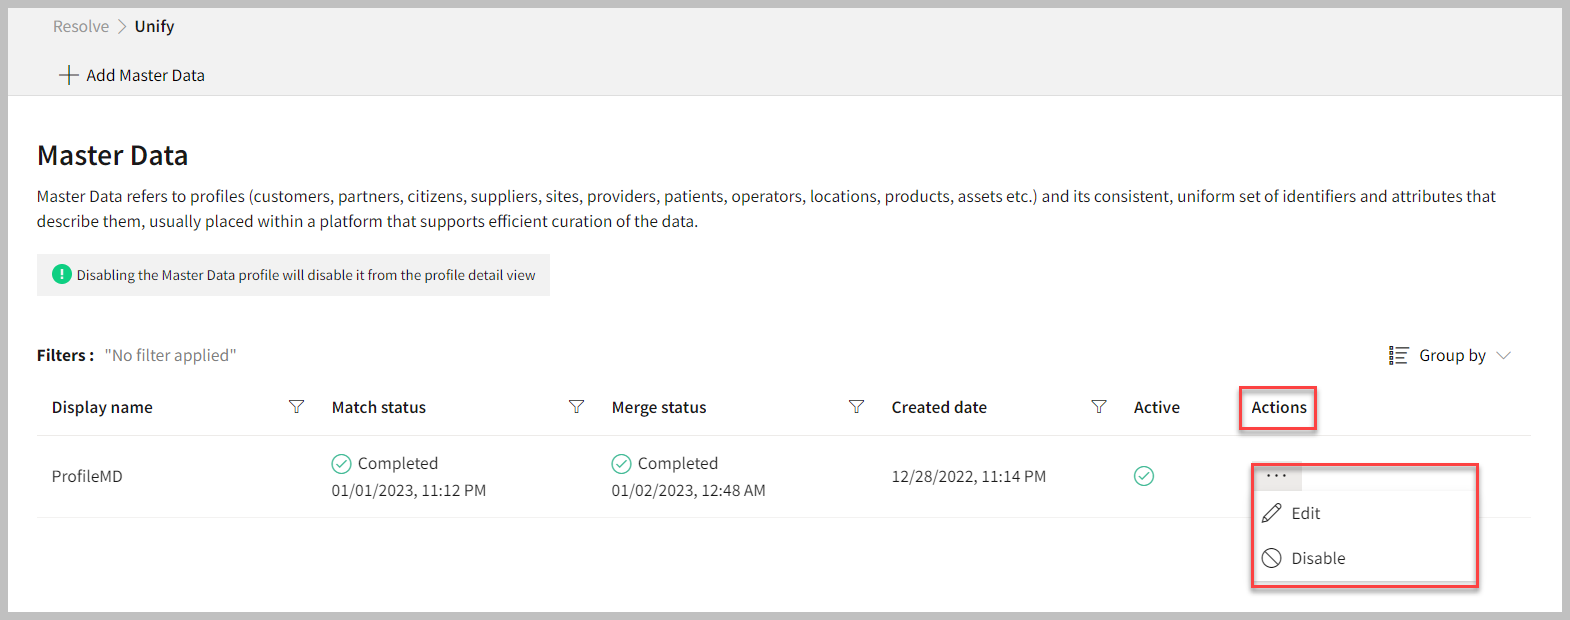 Resolve > Unify
Add Master Data
Master Data
Master Data refers to profiles (customers, partners, citizens, suppliers, sites, providers, patients, operators, locations, products, assets etc.) and its consistent, uniform set of identifiers and attributes that
describe them, usually placed within a platform that supports efficient curation of the data.
! Disabling the Master Data profile will disable it from the profile detail view
Filters : "No filter applied"
Group by
Display name Match status Merge status Created date Active Actions
ProfileMD Completed Completed 12/28/2022, 11:14 PM ...
01/01/2023, 11:12 PM 01/02/2023, 12:48 AM
Edit
Disable